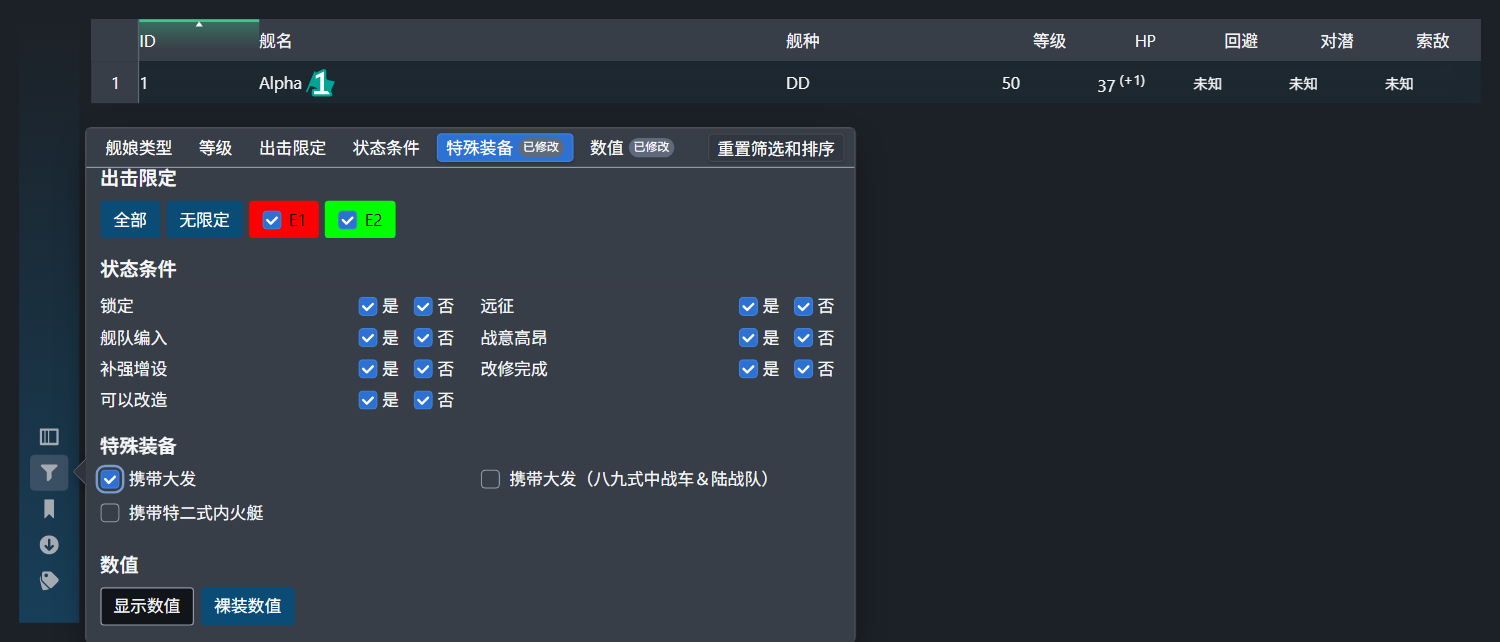 ID 舰名 舰种 等级 HP 回避 对潜 索敌
1 1 Alpha 1 DD 50 37 (+1) 未知 未知 未知
舰娘类型 等级 出击限定 状态条件 特殊装备 已修改 数值 已修改 重置筛选和排序
出击限定
全部 无限定 E1 E2
状态条件
锁定 是 否 远征 是 否
舰队编入 是 否 战意高昂 是 否
补强增设 是 否 改修完成 是 否
可以改造 是 否
特殊装备
携带大发 携带大发（八九式中战车＆陆战队）
携带特二式内火艇
数值
显示数值 裸装数值